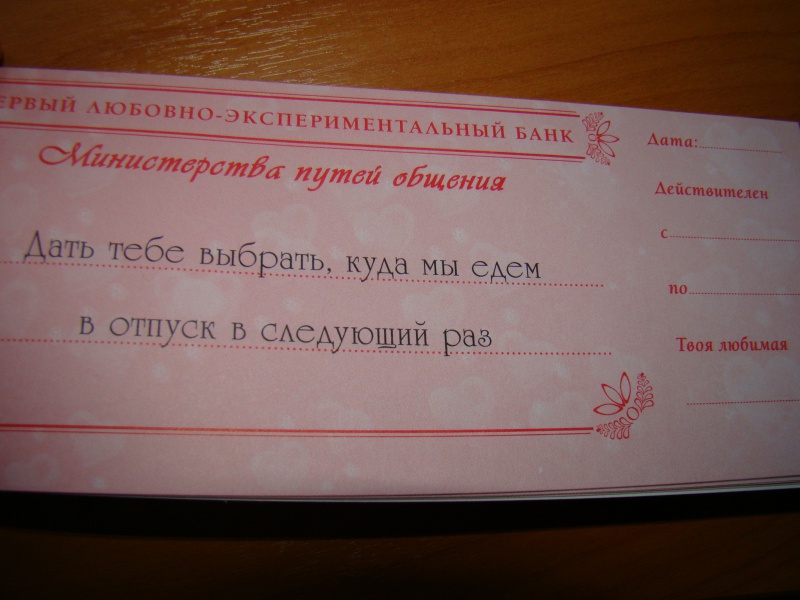 ЕРВЫЙ ЛЮБОВНО-ЭКСПЕРИМЕНТАЛЬНЫЙ БАНК
Министерства путей общения
Дать тебе выбрать, куда мы едем
в отпуск в следующий раз
Дата:
Действителен
с
по
Твоя любимая